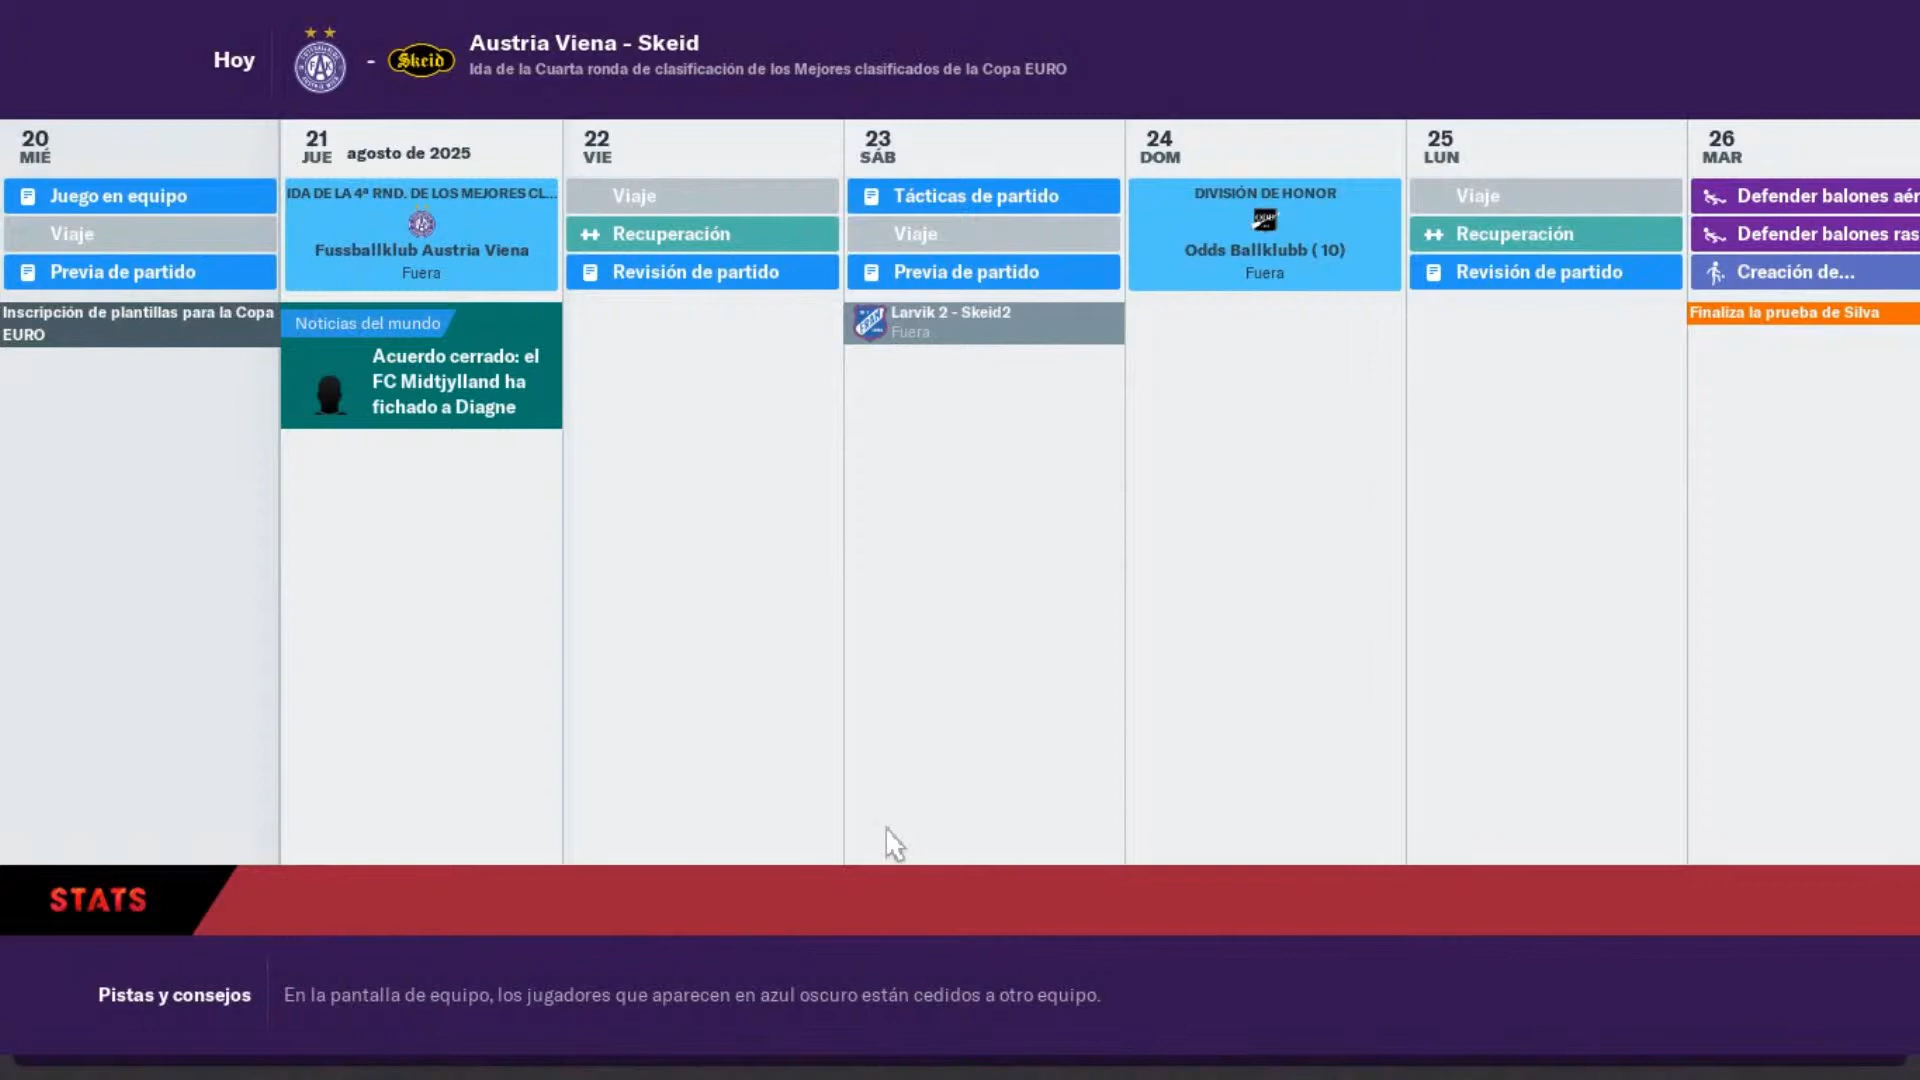 Hoy
-
Skeid
Austria Viena - Skeid
Ida de la Cuarta ronda de clasificación de los Mejores clasificados de la Copa EURO
20
MIÉ
Juego en equipo
Viaje
Previa de partido
Inscripción de plantillas para la Copa
EURO
21
JUE
agosto de 2025
IDA DE LA 4ª RND. DE LOS MEJORES CL...
Fussballklub Austria Viena
Fuera
Noticias del mundo
Acuerdo cerrado: el
FC Midtjylland ha
fichado a Diagne
22
VIE
Viaje
Recuperación
Revisión de partido
23
SÁB
Tácticas de partido
Viaje
Previa de partido
Larvik 2 - Skeid2
Fuera
24
DOM
DIVISIÓN DE HONOR
Odds Ballklubb ( 10)
Fuera
25
LUN
Viaje
Recuperación
Revisión de partido
26
MAR
Defender balones aér
Defender balones ras
Creación de...
Finaliza la prueba de Silva
STATS
Pistas y consejos
En la pantalla de equipo, los jugadores que aparecen en azul oscuro están cedidos a otro equipo.